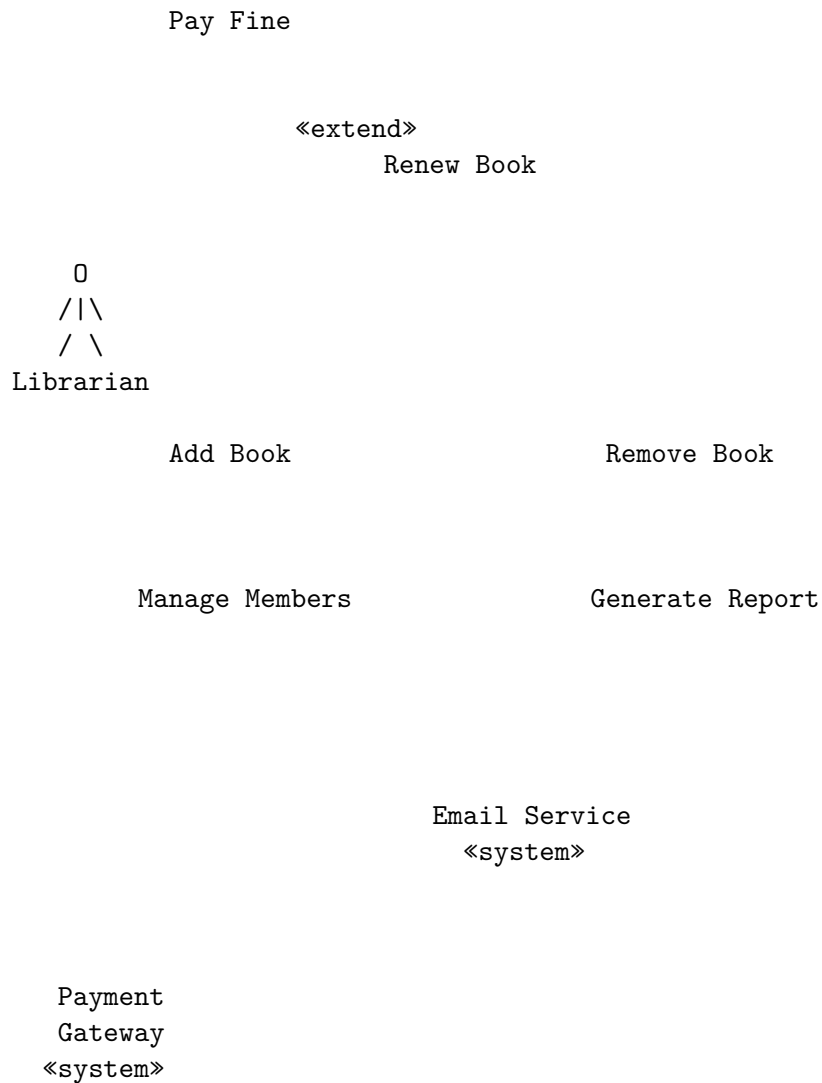 Pay Fine
«extend»
Renew Book
O
/|\
/ \
Librarian
Add Book Remove Book
Manage Members Generate Report
Email Service
«system»
Payment
Gateway
«system»